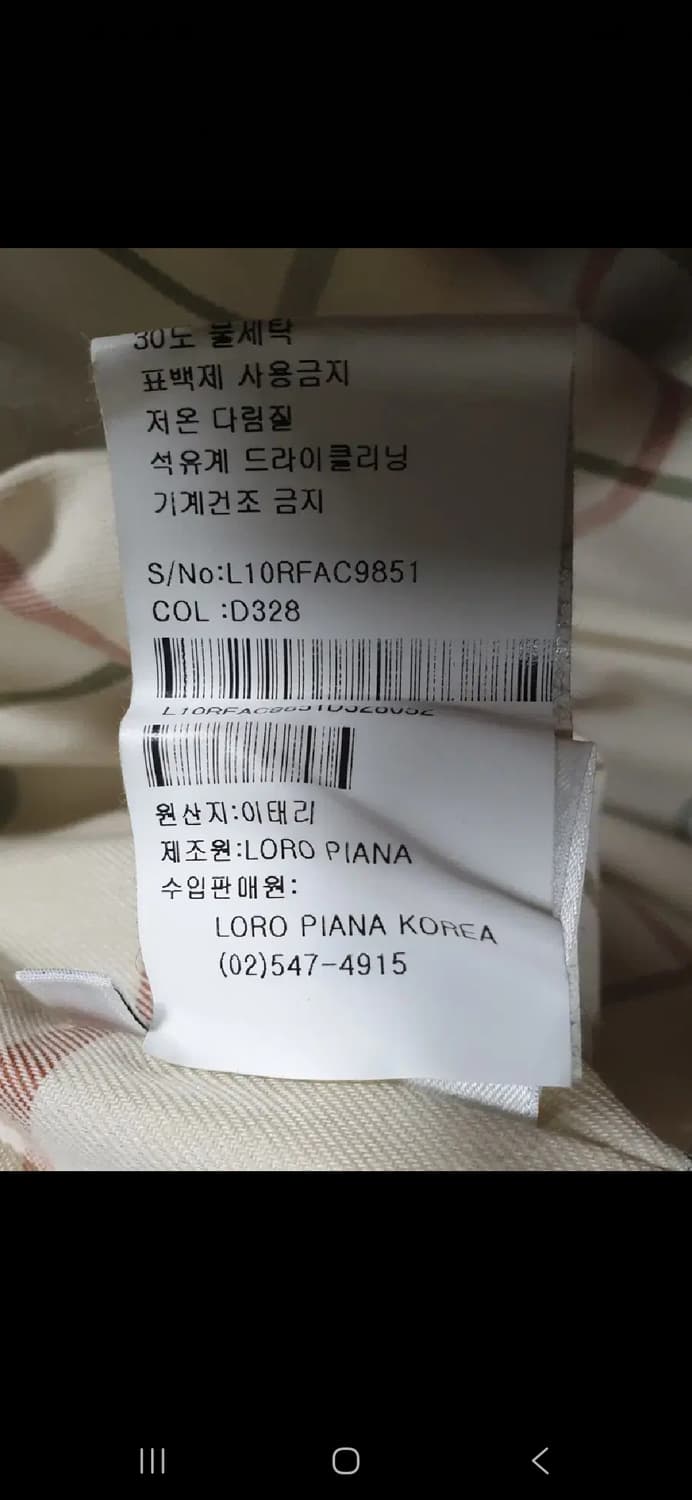 30도 물세탁
표백제 사용금지
저온 다림질
석유계 드라이클리닝
기계건조 금지
S/No:L10RFAC9851
COL :D328
L10RFAC9851D328052
원산지:이태리
제조원:LORO PIANA
수입판매원:
LORO PIANA KOREA
(02)547-4915